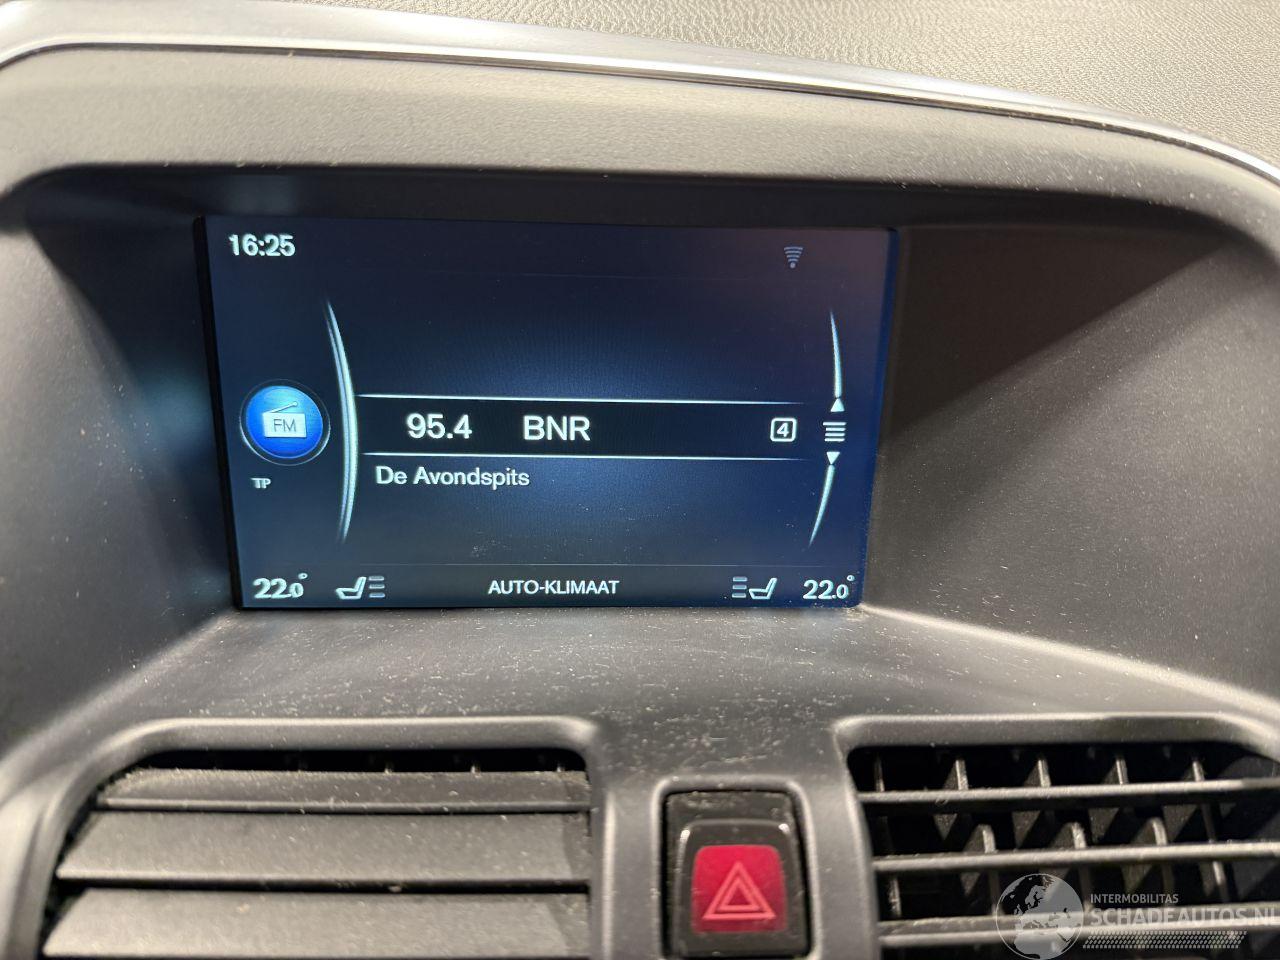 16:25
FM
95.4 BNR 4
TP
De Avondspits
22.0° AUTO-KLIMAAT 22.0°
INTERMOBILITAS
SCHADEAUTOS.NL